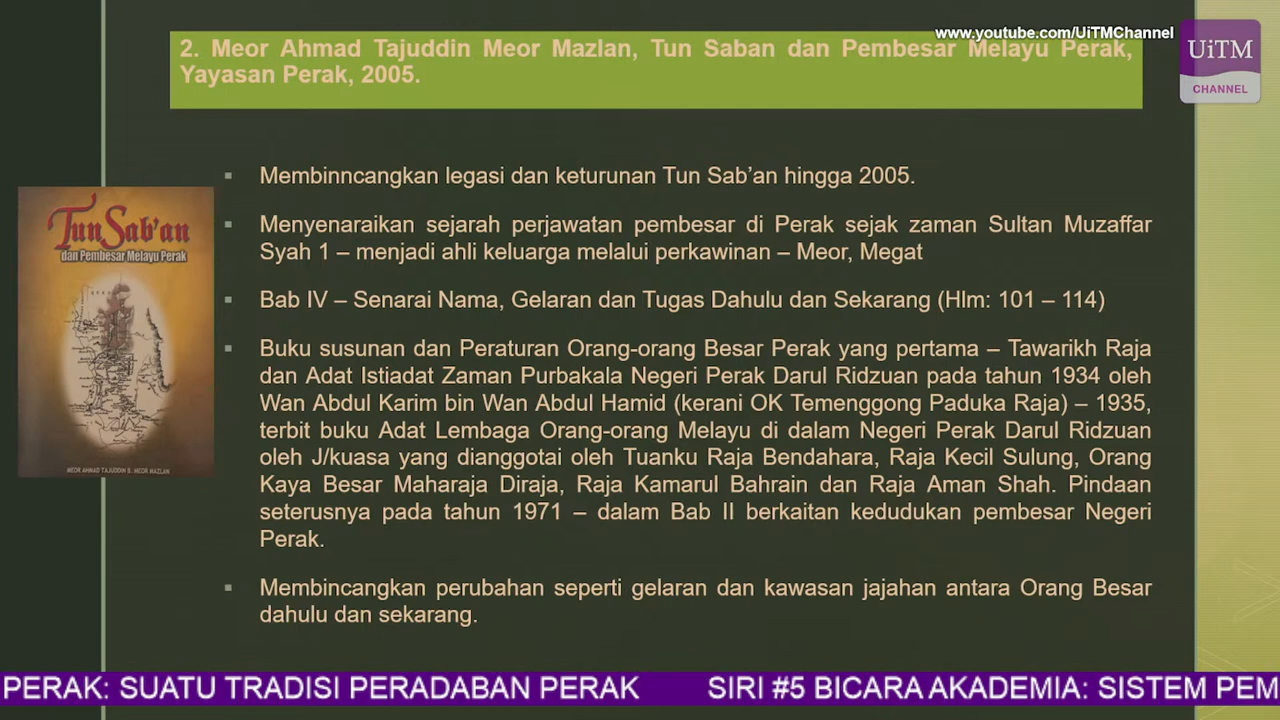 www.youtube.com/UiTMChannel
UiTM
CHANNEL
2. Meor Ahmad Tajuddin Meor Mazlan, Tun Saban dan Pembesar Melayu Perak,
Yayasan Perak, 2005.
Tun Sab'an
dan Pembesar Melayu Perak
MEOR AHMAD TAJUDDIN B. MEOR MAZLAN
▪ Membinncangkan legasi dan keturunan Tun Sab’an hingga 2005.
▪ Menyenaraikan sejarah perjawatan pembesar di Perak sejak zaman Sultan Muzaffar
Syah 1 – menjadi ahli keluarga melalui perkawinan – Meor, Megat
▪ Bab IV – Senarai Nama, Gelaran dan Tugas Dahulu dan Sekarang (Hlm: 101 – 114)
▪ Buku susunan dan Peraturan Orang-orang Besar Perak yang pertama – Tawarikh Raja
dan Adat Istiadat Zaman Purbakala Negeri Perak Darul Ridzuan pada tahun 1934 oleh
Wan Abdul Karim bin Wan Abdul Hamid (kerani OK Temenggong Paduka Raja) – 1935,
terbit buku Adat Lembaga Orang-orang Melayu di dalam Negeri Perak Darul Ridzuan
oleh J/kuasa yang dianggotai oleh Tuanku Raja Bendahara, Raja Kecil Sulung, Orang
Kaya Besar Maharaja Diraja, Raja Kamarul Bahrain dan Raja Aman Shah. Pindaan
seterusnya pada tahun 1971 – dalam Bab II berkaitan kedudukan pembesar Negeri
Perak.
▪ Membincangkan perubahan seperti gelaran dan kawasan jajahan antara Orang Besar
dahulu dan sekarang.
PERAK: SUATU TRADISI PERADABAN PERAK SIRI #5 BICARA AKADEMIA: SISTEM PEM